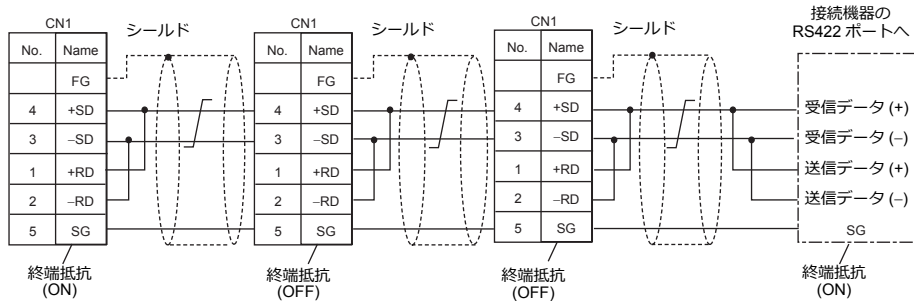 CN1
No. Name
FG
4 +SD
3 −SD
1 +RD
2 −RD
5 SG
終端抵抗
(ON)
シールド
CN1
No. Name
FG
4 +SD
3 −SD
1 +RD
2 −RD
5 SG
終端抵抗
(OFF)
シールド
CN1
No. Name
FG
4 +SD
3 −SD
1 +RD
2 −RD
5 SG
終端抵抗
(OFF)
シールド
接続機器の
RS422 ポートへ
受信データ (+)
受信データ (−)
送信データ (+)
送信データ (−)
SG
終端抵抗
(ON)